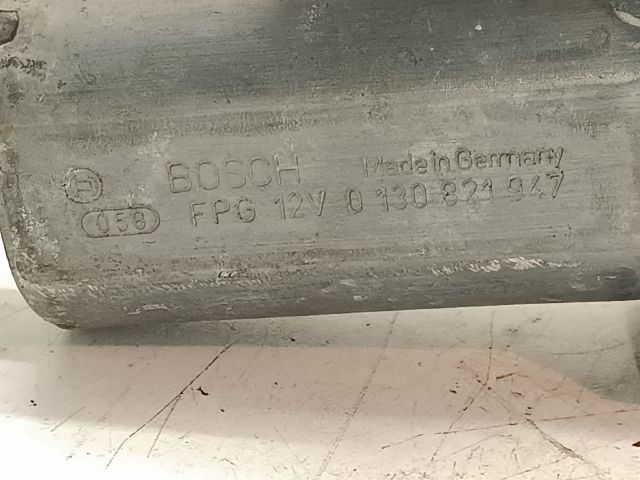 BOSCH Made in Germany
058 FPG 12V 0 130 821 947